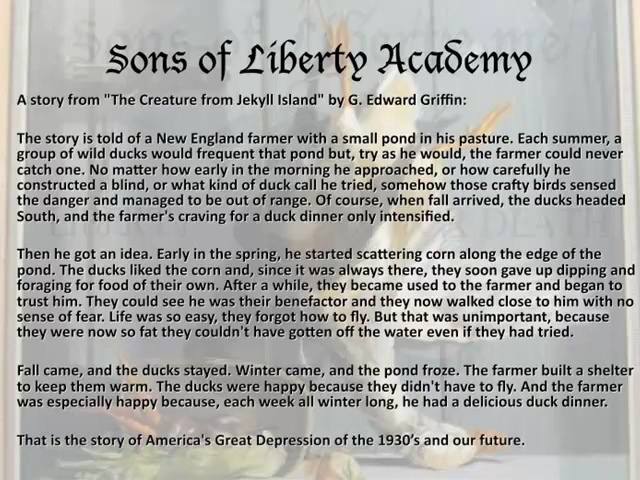 Sons of Liberty Academy
A story from "The Creature from Jekyll Island" by G. Edward Griffin:
The story is told of a New England farmer with a small pond in his pasture. Each summer, a
group of wild ducks would frequent that pond but, try as he would, the farmer could never
catch one. No matter how early in the morning he approached, or how carefully he
constructed a blind, or what kind of duck call he tried, somehow those crafty birds sensed
the danger and managed to be out of range. Of course, when fall arrived, the ducks headed
South, and the farmer's craving for a duck dinner only intensified.
Then he got an idea. Early in the spring, he started scattering corn along the edge of the
pond. The ducks liked the corn and, since it was always there, they soon gave up dipping and
foraging for food of their own. After a while, they became used to the farmer and began to
trust him. They could see he was their benefactor and they now walked close to him with no
sense of fear. Life was so easy, they forgot how to fly. But that was unimportant, because
they were now so fat they couldn't have gotten off the water even if they had tried.
Fall came, and the ducks stayed. Winter came, and the pond froze. The farmer built a shelter
to keep them warm. The ducks were happy because they didn't have to fly. And the farmer
was especially happy because, each week all winter long, he had a delicious duck dinner.
That is the story of America's Great Depression of the 1930's and our future.